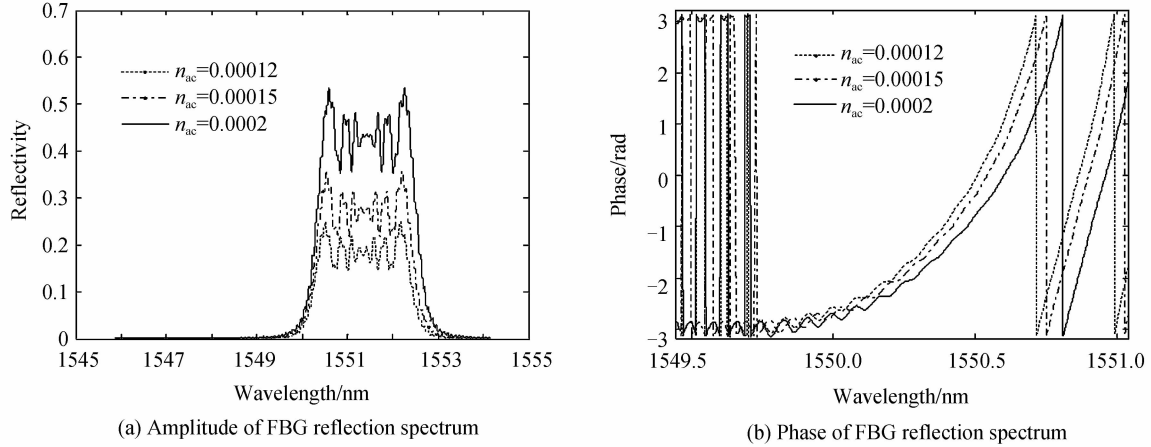 0.7
0.6
0.5
0.4
0.3
0.2
0.1
0
Reflectivity
n_ac=0.00012
n_ac=0.00015
n_ac=0.0002
1545 1547 1549 1551 1553 1555
Wavelength/nm
(a) Amplitude of FBG reflection spectrum
3
2
1
0
−1
−2
−3
Phase/rad
n_ac=0.00012
n_ac=0.00015
n_ac=0.0002
1549.5 1550.0 1550.5 1551.0
Wavelength/nm
(b) Phase of FBG reflection spectrum